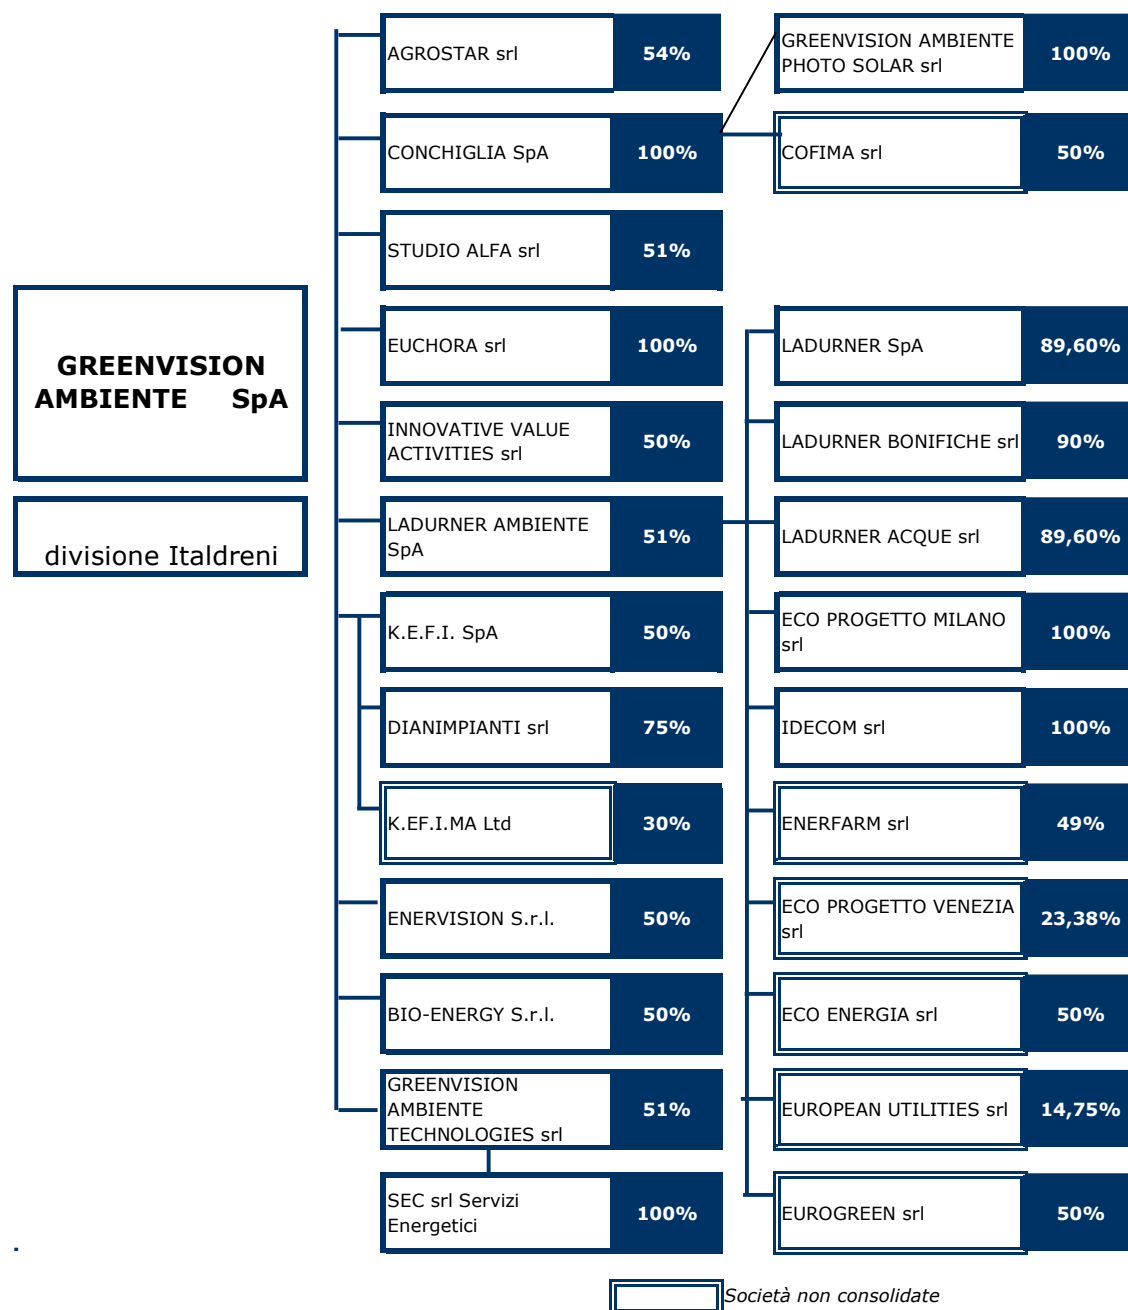 GREENVISION
AMBIENTE SpA
divisione Italdreni
AGROSTAR srl 54%
CONCHIGLIA SpA 100%
STUDIO ALFA srl 51%
EUCHORA srl 100%
INNOVATIVE VALUE
ACTIVITIES srl 50%
LADURNER AMBIENTE
SpA 51%
K.E.F.I. SpA 50%
DIANIMPIANTI srl 75%
K.EF.I.MA Ltd 30%
ENERVISION S.r.l. 50%
BIO-ENERGY S.r.l. 50%
GREENVISION
AMBIENTE
TECHNOLOGIES srl 51%
SEC srl Servizi
Energetici 100%
GREENVISION AMBIENTE
PHOTO SOLAR srl 100%
COFIMA srl 50%
LADURNER SpA 89,60%
LADURNER BONIFICHE srl 90%
LADURNER ACQUE srl 89,60%
ECO PROGETTO MILANO
srl 100%
IDECOM srl 100%
ENERFARM srl 49%
ECO PROGETTO VENEZIA
srl 23,38%
ECO ENERGIA srl 50%
EUROPEAN UTILITIES srl 14,75%
EUROGREEN srl 50%
.
Società non consolidate